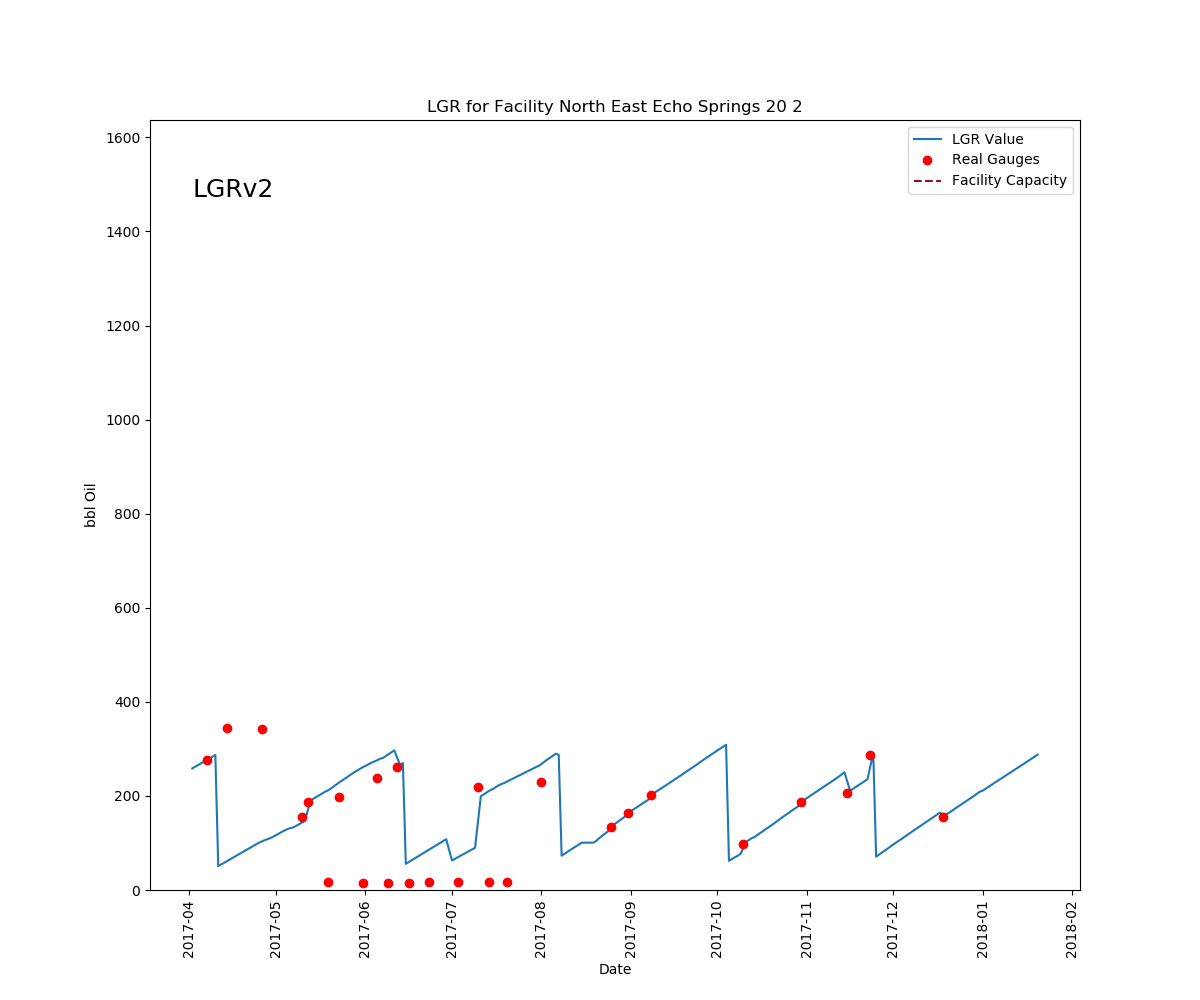 LGR for Facility North East Echo Springs 20 2
LGRv2
LGR Value
Real Gauges
Facility Capacity
bbl Oil
1600
1400
1200
1000
800
600
400
200
0
2017-04
2017-05
2017-06
2017-07
2017-08
2017-09
2017-10
2017-11
2017-12
2018-01
2018-02
Date